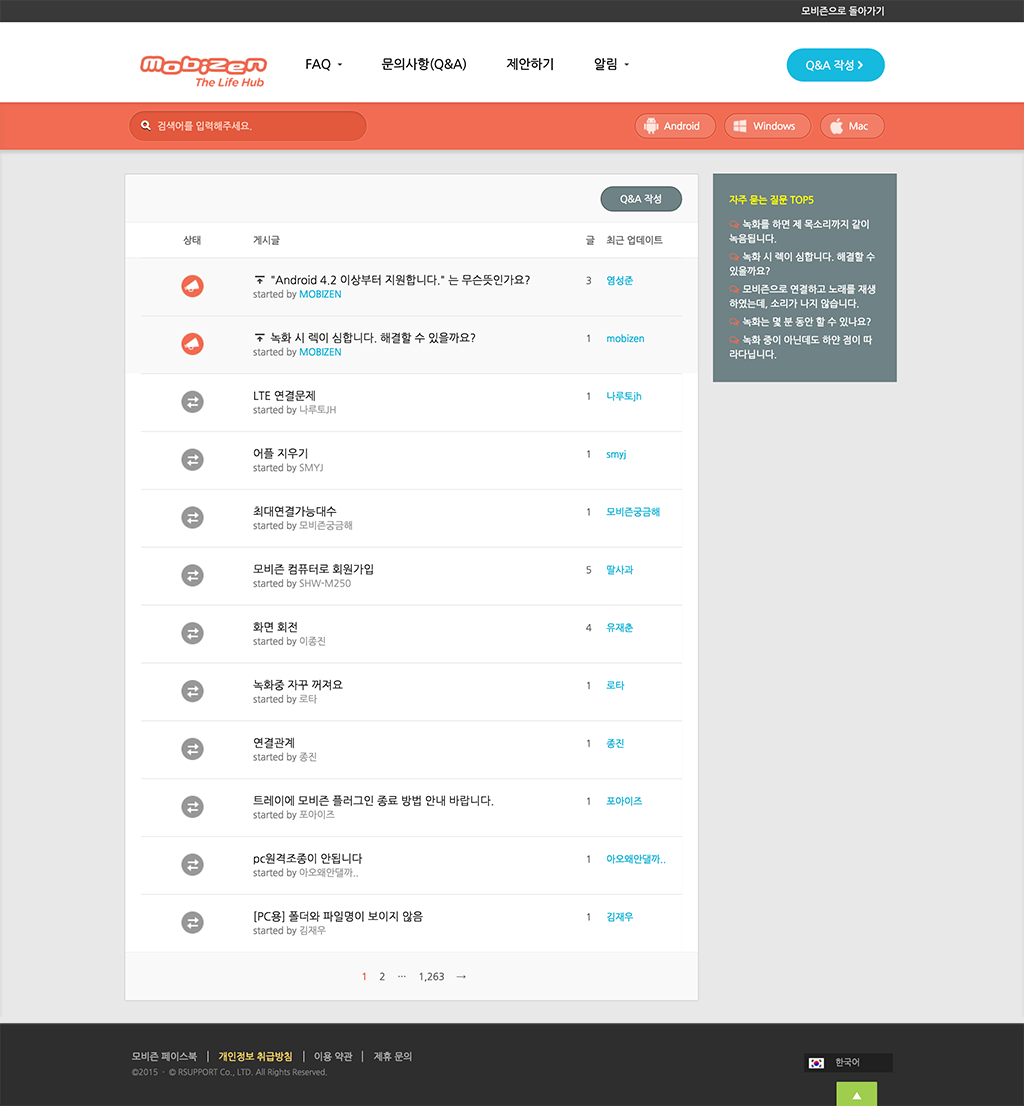 모비즌으로 돌아가기
mobizen
The Life Hub
FAQ
문의사항(Q&A)
제안하기
알림
Q&A 작성
검색어를 입력해주세요.
Android
Windows
Mac
Q&A 작성
상태 게시글 글 최근 업데이트
"Android 4.2 이상부터 지원합니다." 는 무슨뜻인가요? 3 염성준
started by MOBIZEN
녹화 시 렉이 심합니다. 해결할 수 있을까요? 1 mobizen
started by MOBIZEN
LTE 연결문제 1 나루토jh
started by 나루토JH
어플 지우기 1 smyj
started by SMYJ
최대연결가능대수 1 모비즌궁금해
started by 모비즌궁금해
모비즌 컴퓨터로 회원가입 5 딸사과
started by SHW-M250
화면 회전 4 유재춘
started by 이종진
녹화중 자꾸 꺼져요 1 로타
started by 로타
연결관계 1 종진
started by 종진
트레이에 모비즌 플러그인 종료 방법 안내 바랍니다. 1 포아이즈
started by 포아이즈
pc원격조종이 안됩니다 1 아오왜안댈까..
started by 아오왜안댈까..
[PC용] 폴더와 파일명이 보이지 않음 1 김재우
started by 김재우
1 2 ··· 1,263 →
자주 묻는 질문 TOP5
녹화를 하면 제 목소리까지 같이
녹음됩니다.
녹화 시 렉이 심합니다. 해결할 수
있을까요?
모비즌으로 연결하고 노래를 재생
하였는데, 소리가 나지 않습니다.
녹화는 몇 분 동안 할 수 있나요?
녹화 중이 아닌데도 하얀 점이 따
라다닙니다.
모비즌 페이스북 | 개인정보 취급방침 | 이용 약관 | 제휴 문의
©2015 · © RSUPPORT Co., LTD. All Rights Reserved.
한국어